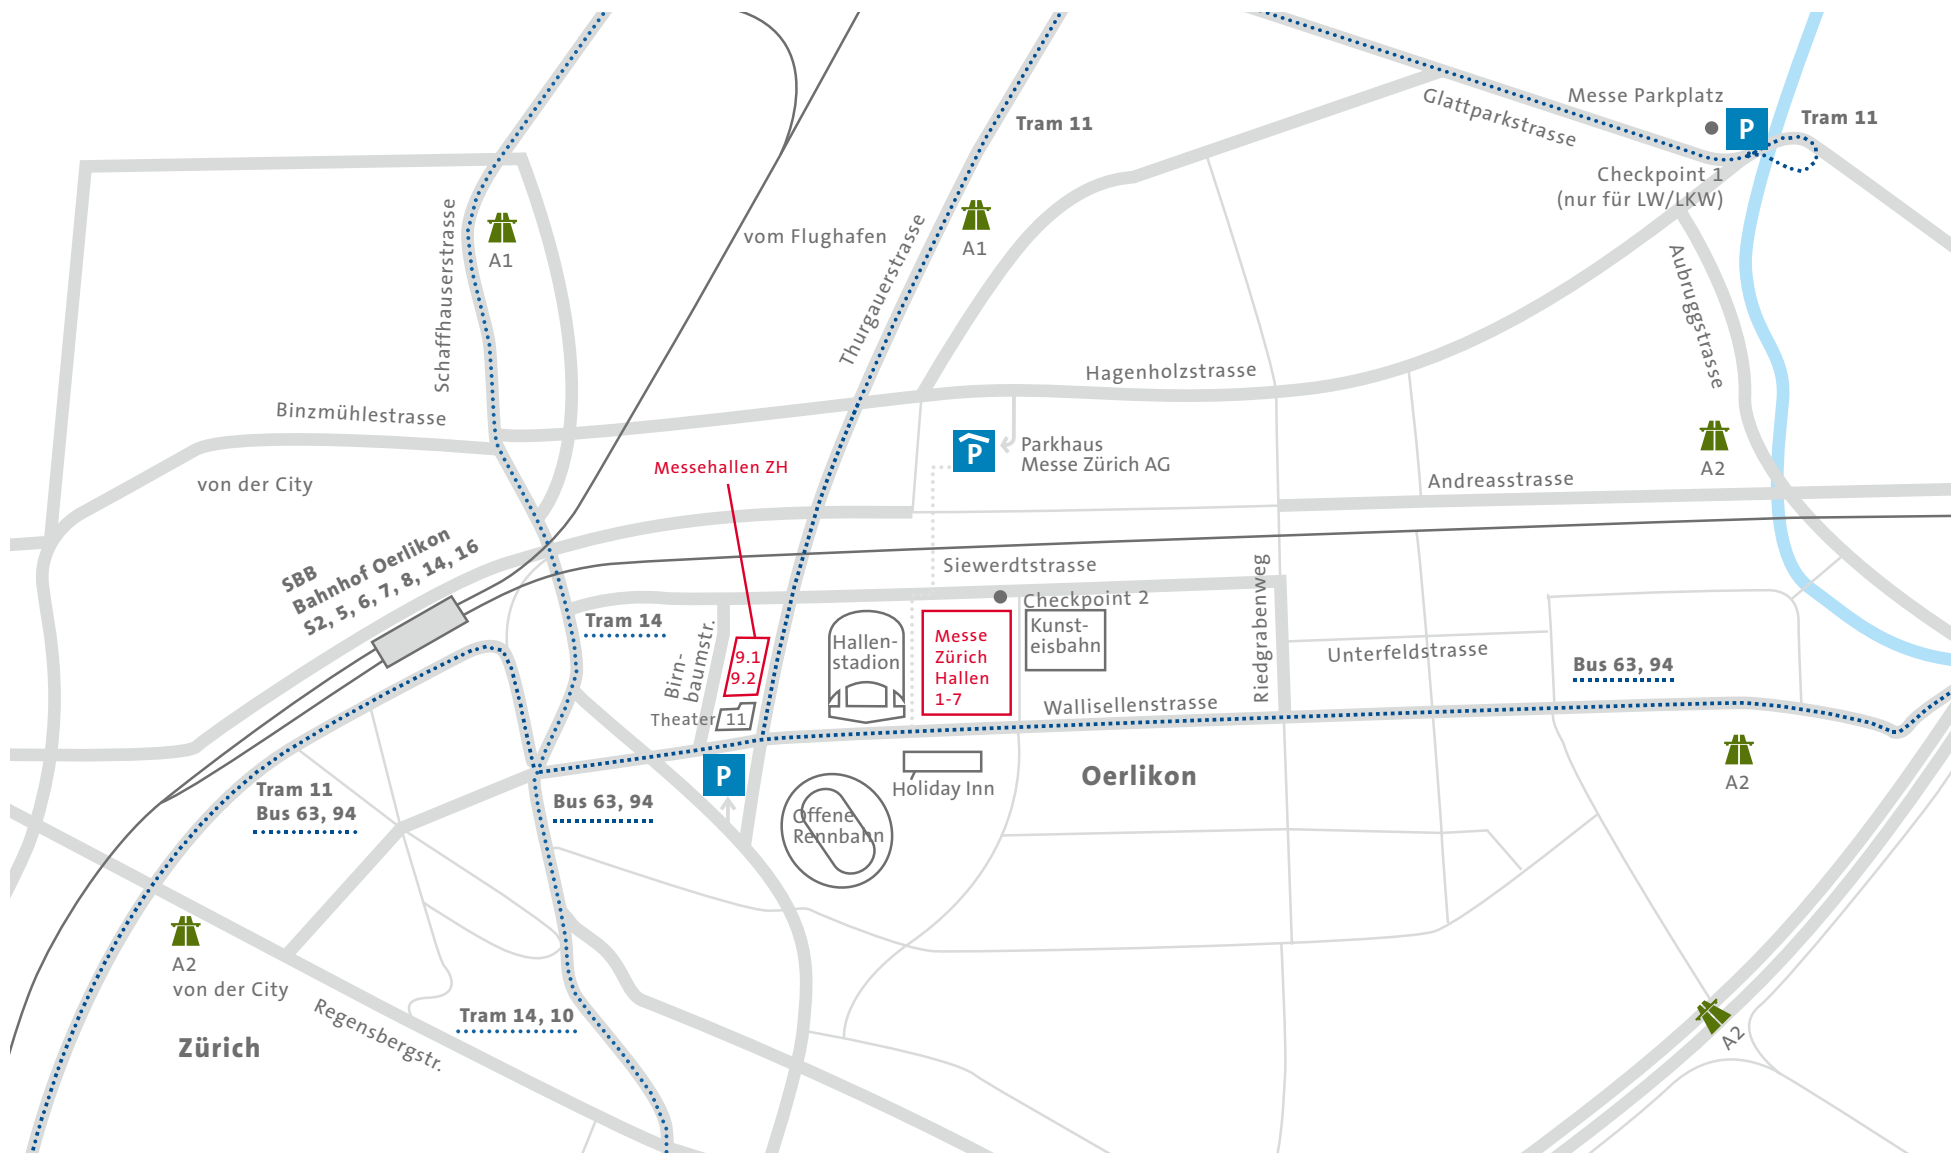 Messe Parkplatz
P
Tram 11
Tram 11
Glattparkstrasse
Checkpoint 1
(nur für LW/LKW)
Schaffhauserstrasse
A1
vom Flughafen
Thurgauerstrasse
A1
Aubruggstrasse
Hagenholzstrasse
Binzmühlestrasse
von der City
Messehallen ZH
P
Parkhaus
Messe Zürich AG
A2
Andreasstrasse
SBB
Bahnhof Oerlikon
S2, 5, 6, 7, 8, 14, 16
Siewerdtstrasse
Checkpoint 2
Tram 14
Birn-
baumstr.
9.1
9.2
Theater
11
Hallen-
stadion
Messe
Zürich
Hallen
1-7
Kunst-
eisbahn
Riedgrabenweg
Unterfeldstrasse
Bus 63, 94
Wallisellenstrasse
A2
P
Holiday Inn
Oerlikon
Offene
Rennbahn
Tram 11
Bus 63, 94
Bus 63, 94
A2
von der City
Zürich
Regensbergstr.
Tram 14, 10
A2